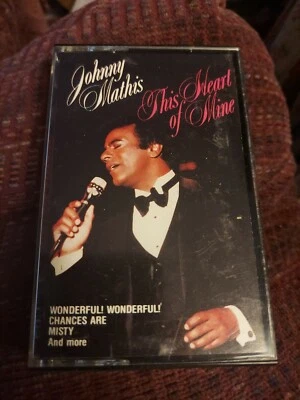 Johnny
Mathis
This Heart
of Mine
WONDERFUL! WONDERFUL!
CHANCES ARE
MISTY
And more